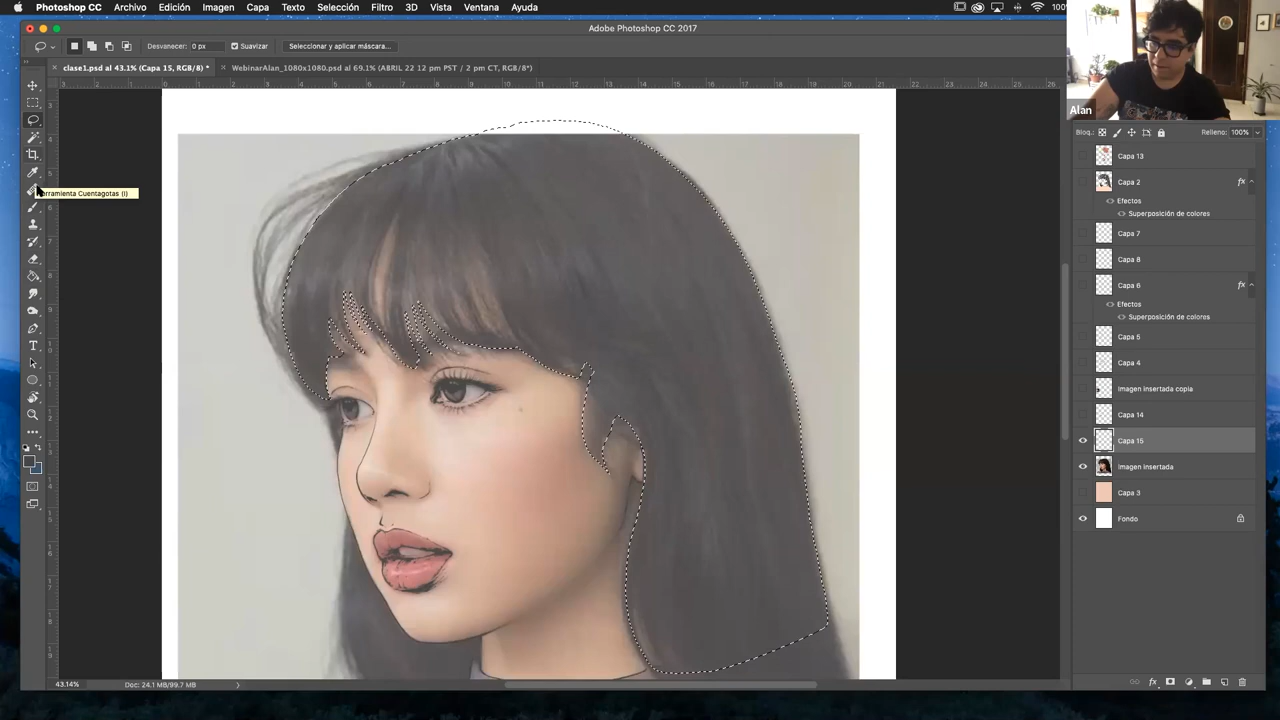 Photoshop CC Archivo Edición Imagen Capa Texto Selección Filtro 3D Vista Ventana Ayuda
Adobe Photoshop CC 2017
Desvanecer: 0 px Suavizar Seleccionar y aplicar máscara...
clase1.psd al 43.1% (Capa 15, RGB/8) * WebinarAlan_1080x1080.psd al 69.1% (ABRIL 22 12 pm PST / 2 pm CT, RGB/8*)
Alan
Bloq.: Relleno: 100%
Herramienta Cuentagotas (I)
Capa 13
Capa 2 fx
Efectos
Superposición de colores
Capa 7
Capa 8
Capa 6 fx
Efectos
Superposición de colores
Capa 5
Capa 4
Imagen insertada copia
Capa 14
Capa 15
Imagen insertada
Capa 3
Fondo
43.14% Doc: 24.1 MB/99.7 MB